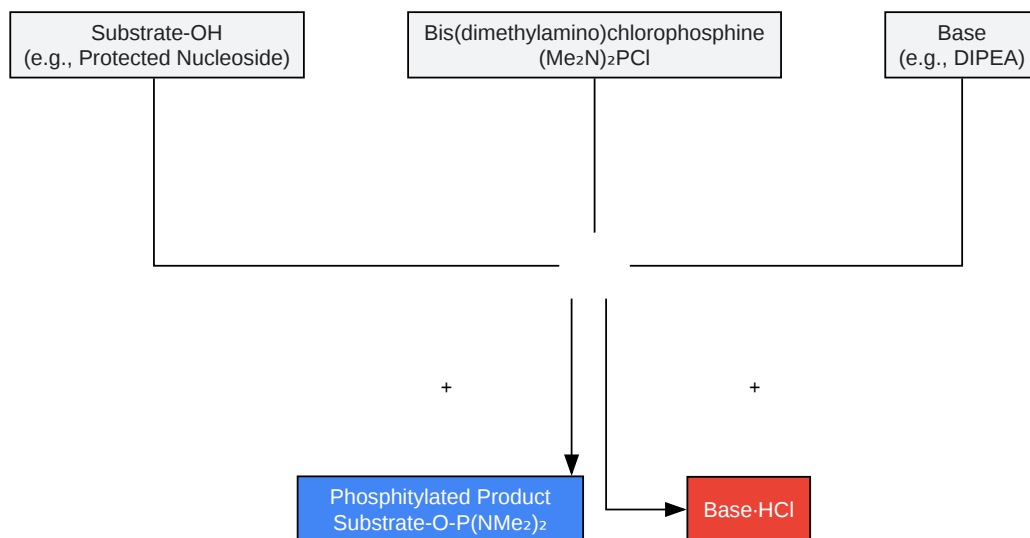 Substrate-OH
(e.g., Protected Nucleoside)
Bis(dimethylamino)chlorophosphine
(Me₂N)₂PCl
Base
(e.g., DIPEA)
+
+
Phosphitylated Product
Substrate-O-P(NMe₂)₂
Base·HCl